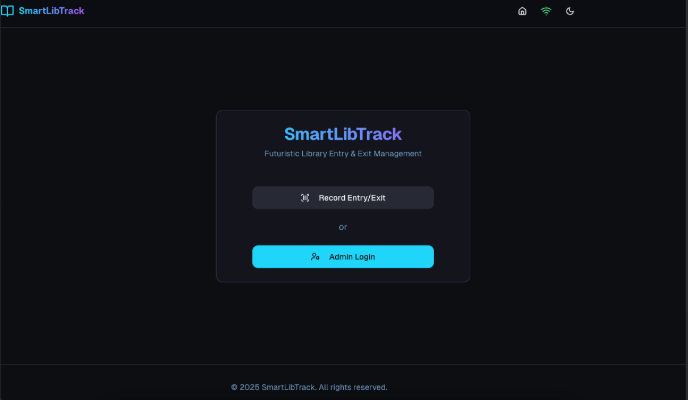 SmartLibTrack
SmartLibTrack
Futuristic Library Entry & Exit Management
Record Entry/Exit
or
Admin Login
© 2025 SmartLibTrack. All rights reserved.